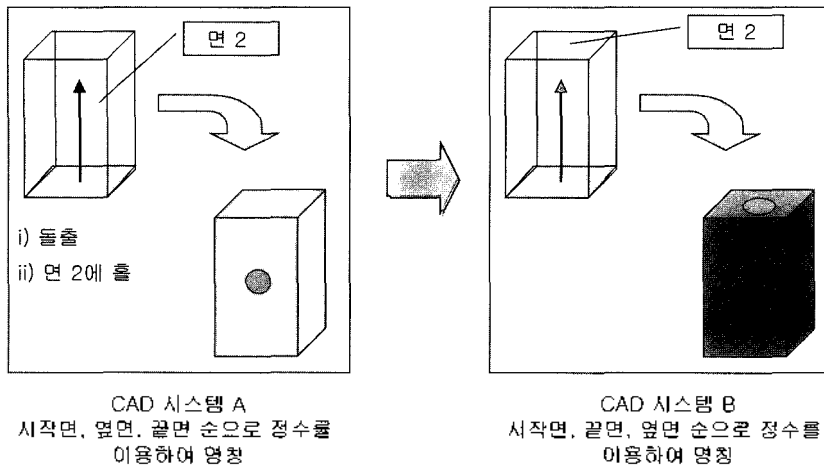 면 2
i) 돌출
ii) 면 2에 홀
CAD 시스템 A
시작면, 옆면, 끝면 순으로 정수를
이용하여 명칭
면 2
CAD 시스템 B
시작면, 끝면, 옆면 순으로 정수를
이용하여 명칭